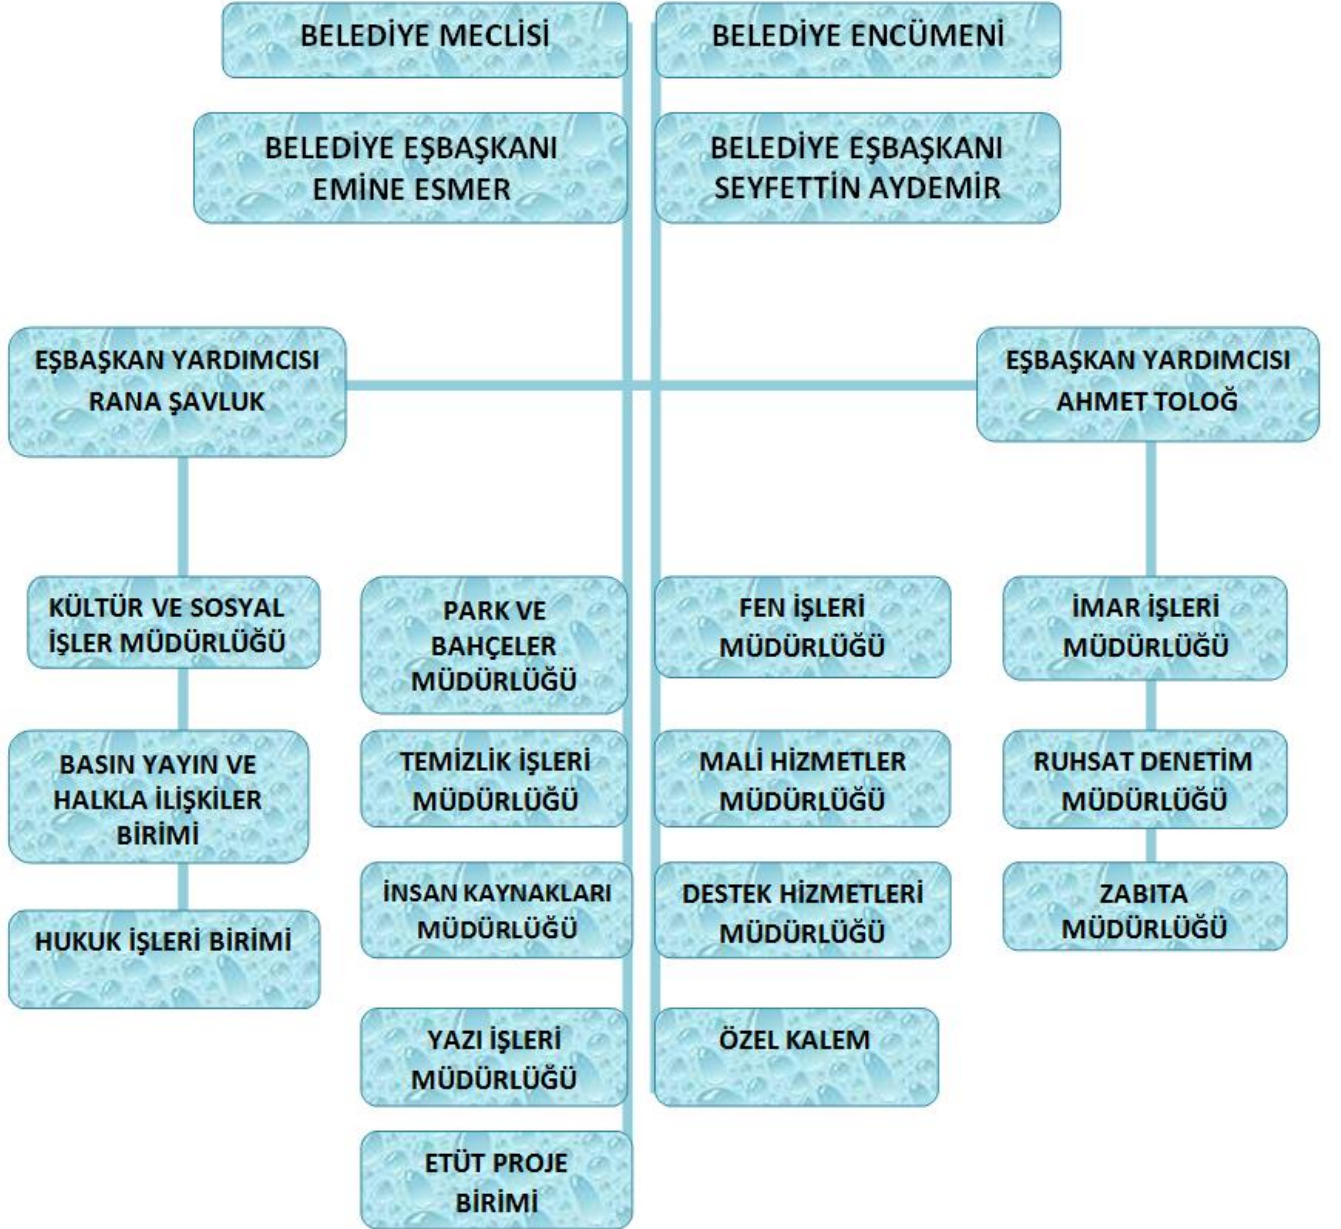 BELEDİYE MECLİSİ
BELEDİYE ENCÜMENİ
BELEDİYE EŞBAŞKANI
EMİNE ESMER
BELEDİYE EŞBAŞKANI
SEYFETTİN AYDEMİR
EŞBAŞKAN YARDIMCISI
RANA ŞAVLUK
EŞBAŞKAN YARDIMCISI
AHMET TOLOĞ
KÜLTÜR VE SOSYAL
İŞLER MÜDÜRLÜĞÜ
PARK VE
BAHÇELER
MÜDÜRLÜĞÜ
FEN İŞLERİ
MÜDÜRLÜĞÜ
İMAR İŞLERİ
MÜDÜRLÜĞÜ
BASIN YAYIN VE
HALKLA İLİŞKİLER
BİRİMİ
TEMİZLİK İŞLERİ
MÜDÜRLÜĞÜ
MALİ HİZMETLER
MÜDÜRLÜĞÜ
RUHSAT DENETİM
MÜDÜRLÜĞÜ
HUKUK İŞLERİ BİRİMİ
İNSAN KAYNAKLARI
MÜDÜRLÜĞÜ
DESTEK HİZMETLERİ
MÜDÜRLÜĞÜ
ZABITA
MÜDÜRLÜĞÜ
YAZI İŞLERİ
MÜDÜRLÜĞÜ
ÖZEL KALEM
ETÜT PROJE
BİRİMİ